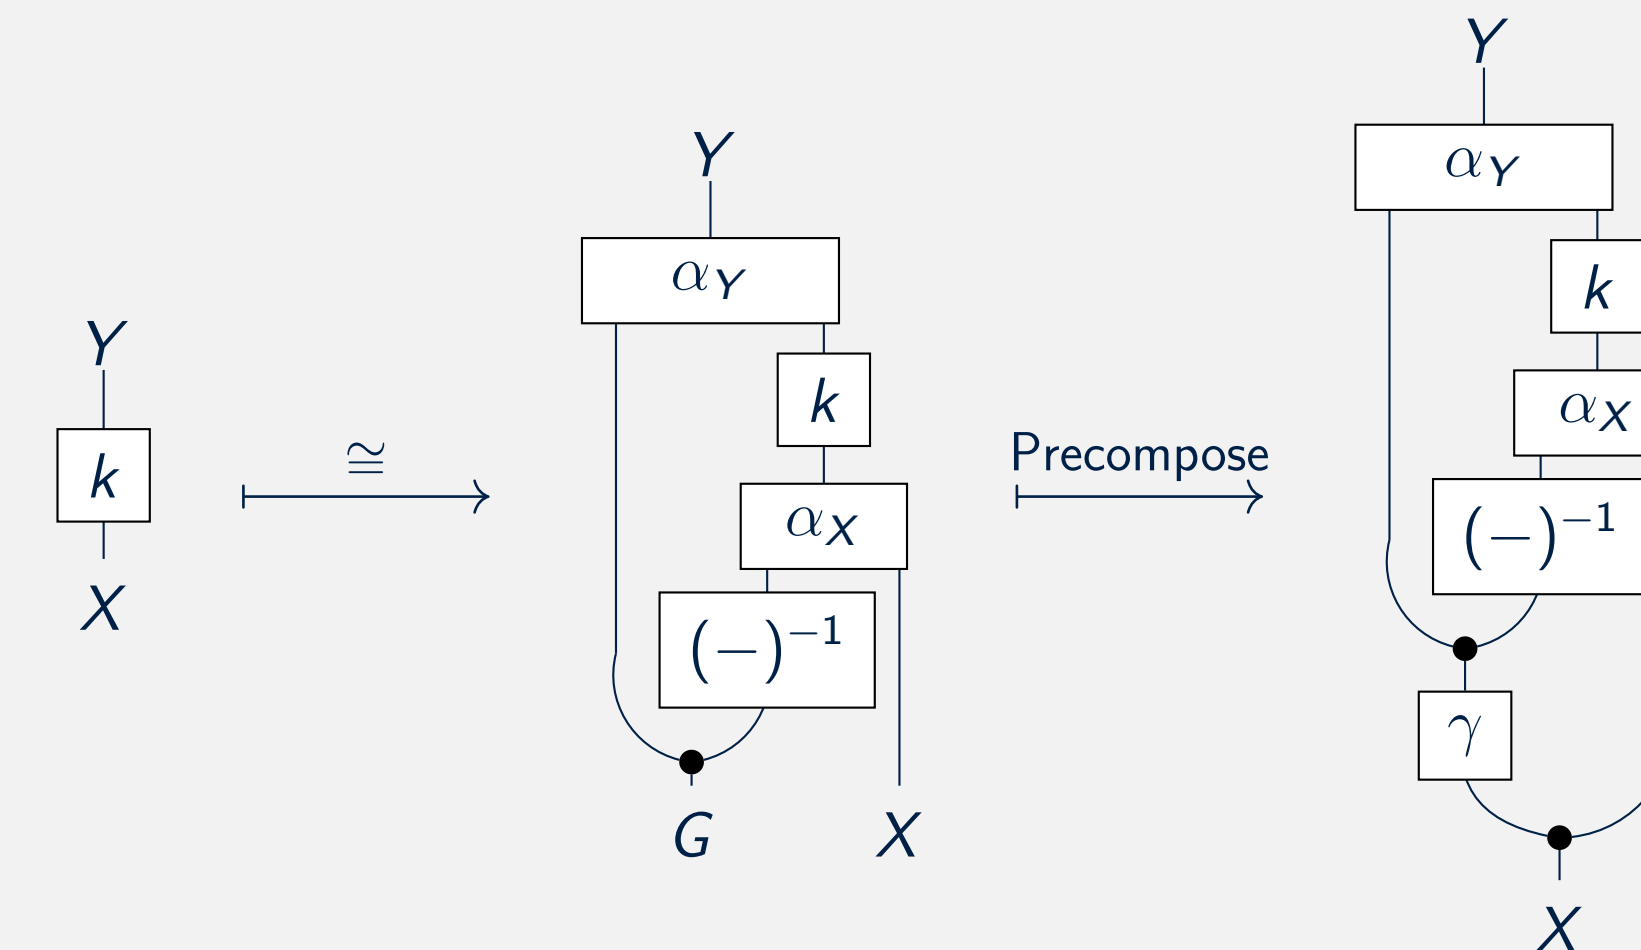 Y
k
X
≅
Y
α_Y
k
α_X
(−)⁻¹
G X
Precompose
Y
α_Y
k
α_X
(−)⁻¹
γ
X